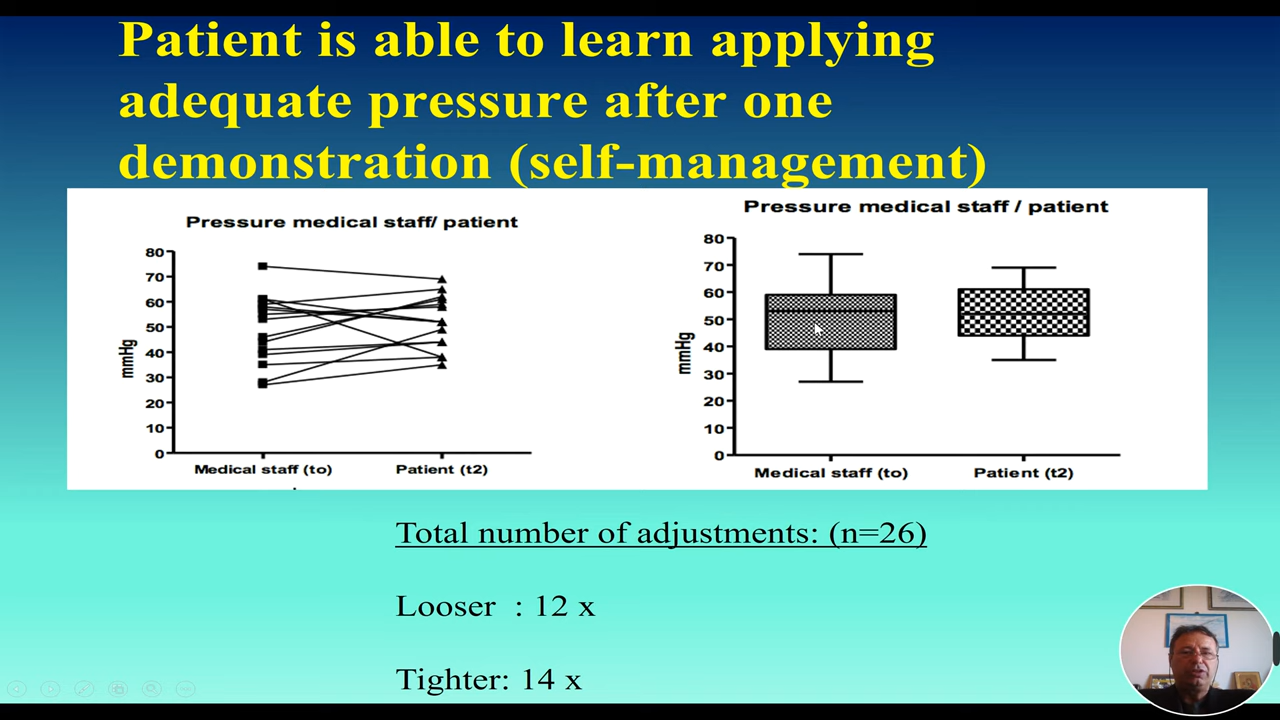 Patient is able to learn applying
adequate pressure after one
demonstration (self-management)
Pressure medical staff/ patient
80
70
60
50
40
30
20
10
0
mmHg
Medical staff (to)
Patient (t2)
Pressure medical staff / patient
80
70
60
50
40
30
20
10
0
mmHg
Medical staff (to)
Patient (t2)
Total number of adjustments: (n=26)
Looser : 12 x
Tighter: 14 x